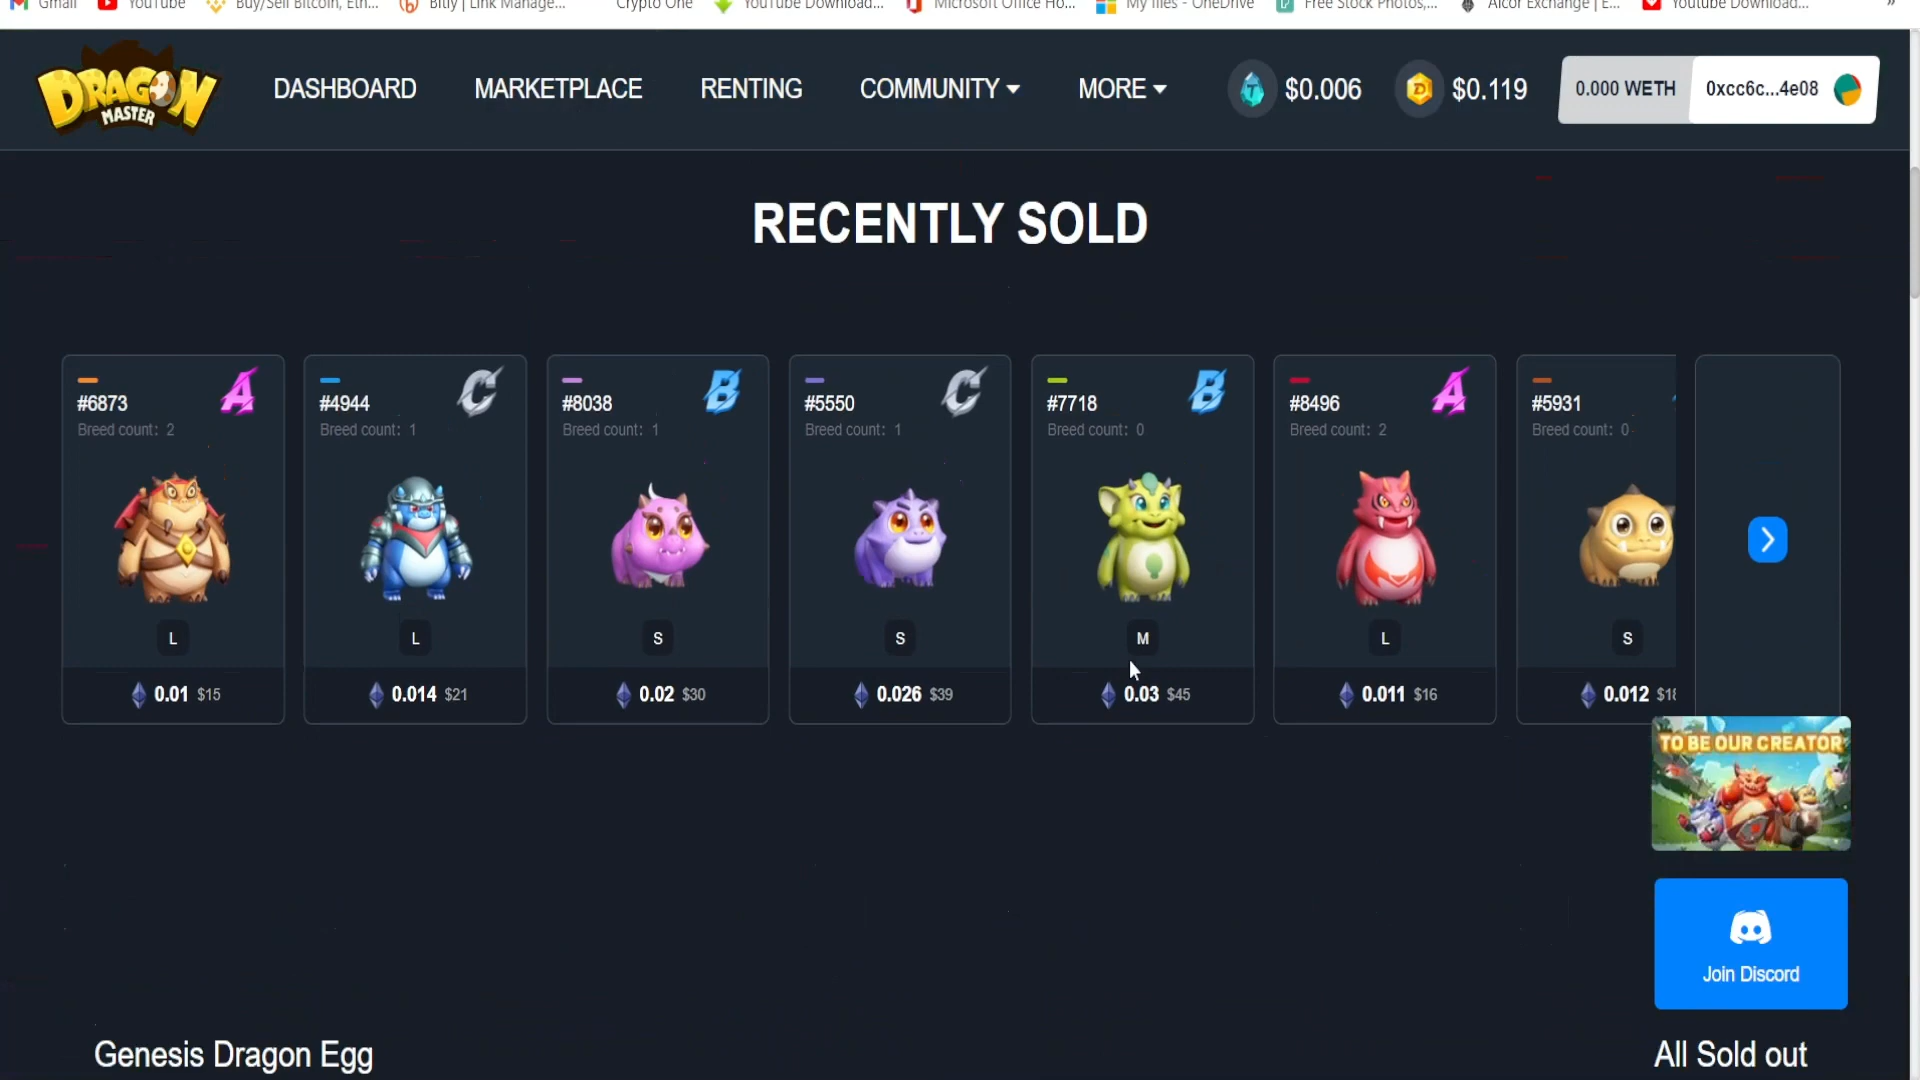 Gmail YouTube Buy/Sell Bitcoin, Eth... Bitly | Link Manage... Crypto One YouTube Download... Microsoft Office Ho... My files - OneDrive Free Stock Photos,... Alcor Exchange | E... Youtube Download... »
DRAGON MASTER DASHBOARD MARKETPLACE RENTING COMMUNITY MORE $0.006 $0.119 0.000 WETH 0xcc6c...4e08
RECENTLY SOLD
#6873 A
Breed count: 2
L
0.01 $15
#4944 C
Breed count: 1
L
0.014 $21
#8038 B
Breed count: 1
S
0.02 $30
#5550 C
Breed count: 1
S
0.026 $39
#7718 B
Breed count: 0
M
0.03 $45
#8496 A
Breed count: 2
L
0.011 $16
#5931
Breed count: 0
S
0.012
TO BE OUR CREATOR
Join Discord
Genesis Dragon Egg
All Sold out